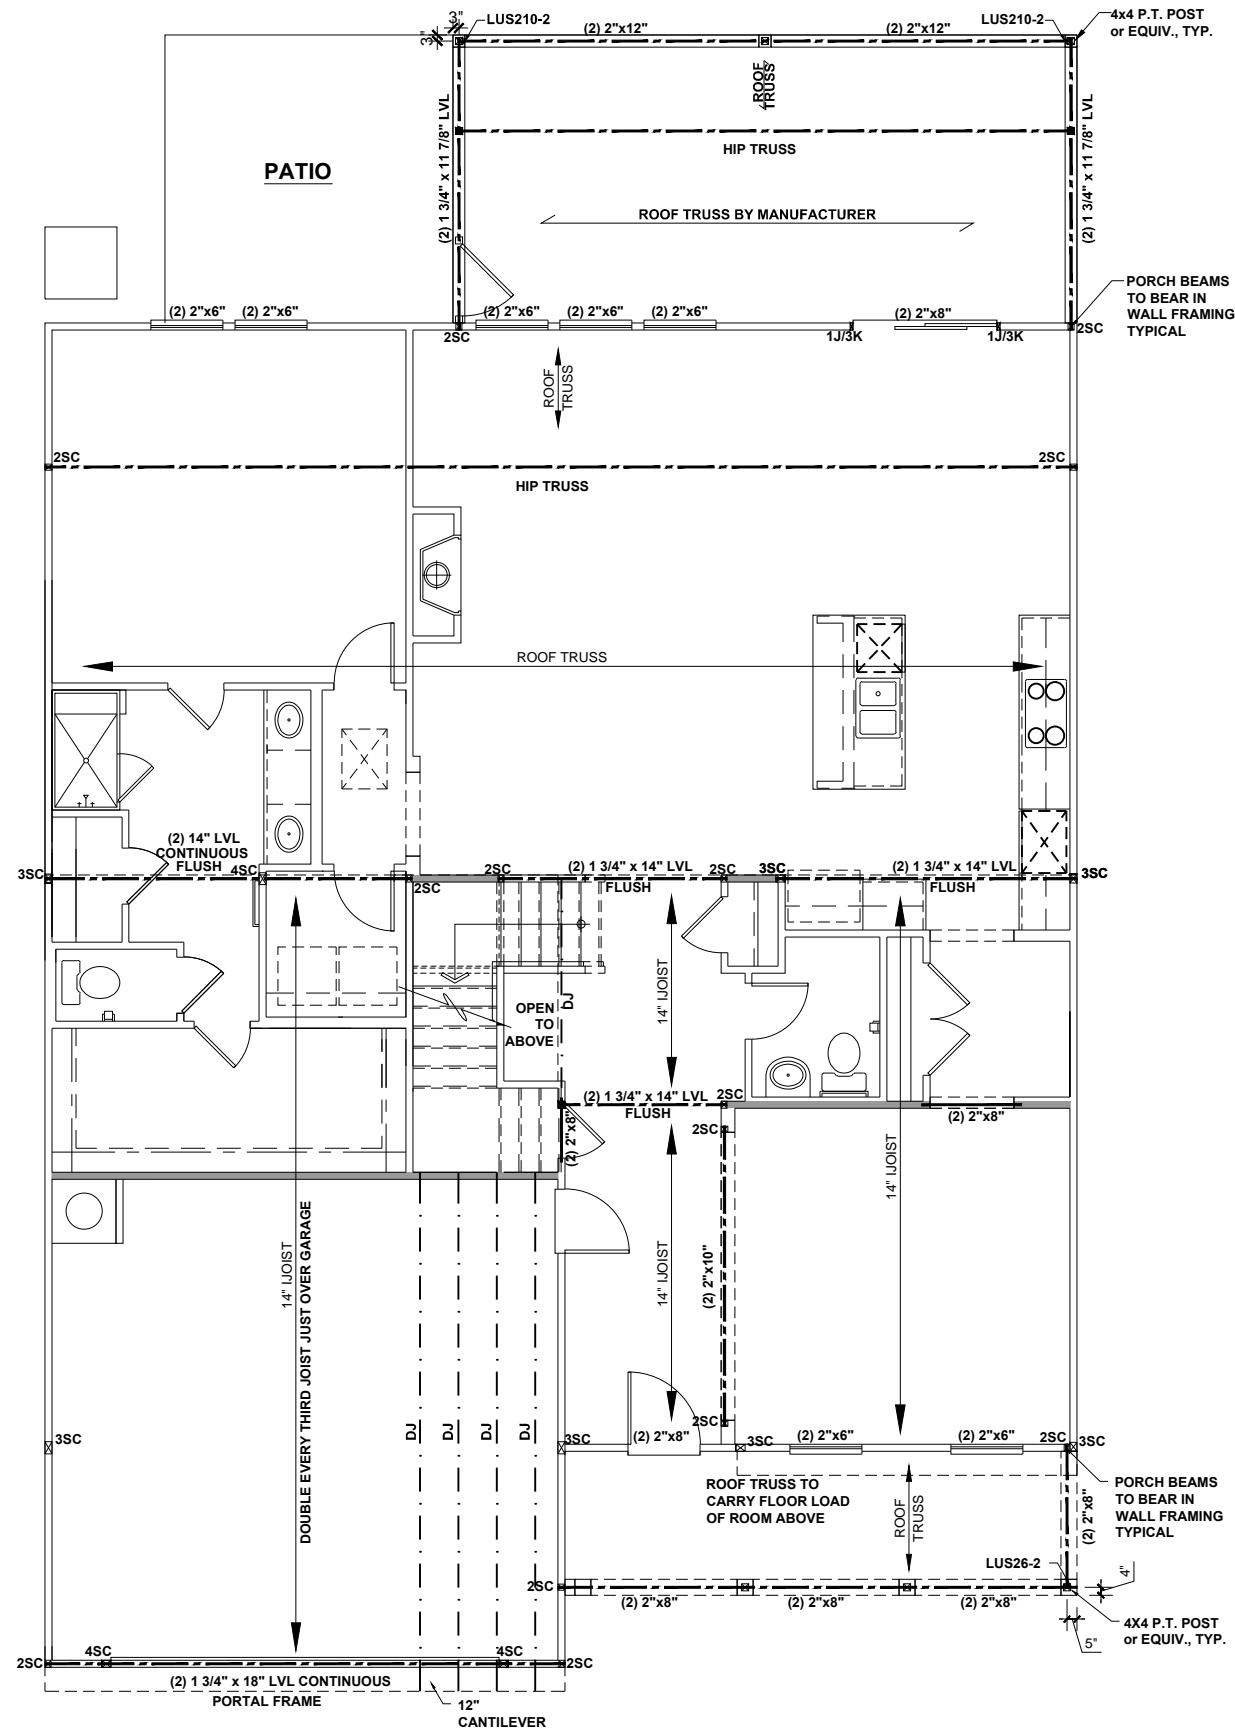 3"
LUS210-2
(2) 2"x12"
(2) 2"x12"
LUS210-2
4x4 P.T. POST
or EQUIV., TYP.
3"
ROOF
TRUSS
(2) 1 3/4" x 11 7/8" LVL
(2) 1 3/4" x 11 7/8" LVL
HIP TRUSS
PATIO
ROOF TRUSS BY MANUFACTURER
PORCH BEAMS
TO BEAR IN
WALL FRAMING
TYPICAL
(2) 2"x6"
(2) 2"x6"
(2) 2"x6"
(2) 2"x6"
(2) 2"x6"
(2) 2"x8"
2SC
1J/3K
1J/3K
2SC
ROOF
TRUSS
2SC
2SC
HIP TRUSS
ROOF TRUSS
(2) 14" LVL
CONTINUOUS
FLUSH
3SC
4SC
2SC
2SC
(2) 1 3/4" x 14" LVL
FLUSH
2SC
3SC
(2) 1 3/4" x 14" LVL
FLUSH
3SC
14" IJOIST
DJ
OPEN
TO
ABOVE
(2) 1 3/4" x 14" LVL
FLUSH
2SC
(2) 2"x8"
(2) 2"x8"
2SC
14" IJOIST
14" IJOIST
DOUBLE EVERY THIRD JOIST JUST OVER GARAGE
14" IJOIST
(2) 2"x10"
DJ
DJ
DJ
DJ
2SC
3SC
3SC
(2) 2"x8"
3SC
(2) 2"x6"
(2) 2"x6"
2SC
3SC
ROOF TRUSS TO
CARRY FLOOR LOAD
OF ROOM ABOVE
ROOF
TRUSS
PORCH BEAMS
TO BEAR IN
WALL FRAMING
TYPICAL
(2) 2"x8"
LUS26-2
4"
2SC
(2) 2"x8"
(2) 2"x8"
(2) 2"x8"
4X4 P.T. POST
or EQUIV., TYP.
5"
2SC
4SC
4SC
2SC
(2) 1 3/4" x 18" LVL CONTINUOUS
PORTAL FRAME
12"
CANTILEVER